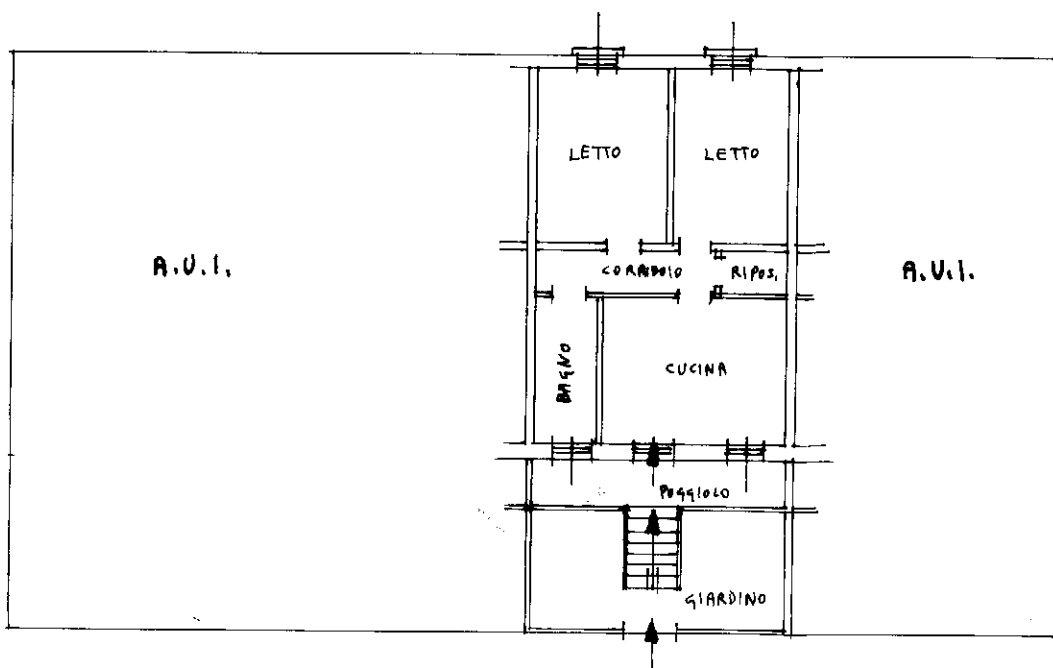 LETTO
LETTO
A.U.I.
CORRIDOIO
RIPOS.
A.U.I.
BAGNO
CUCINA
POGGIOLO
GIARDINO